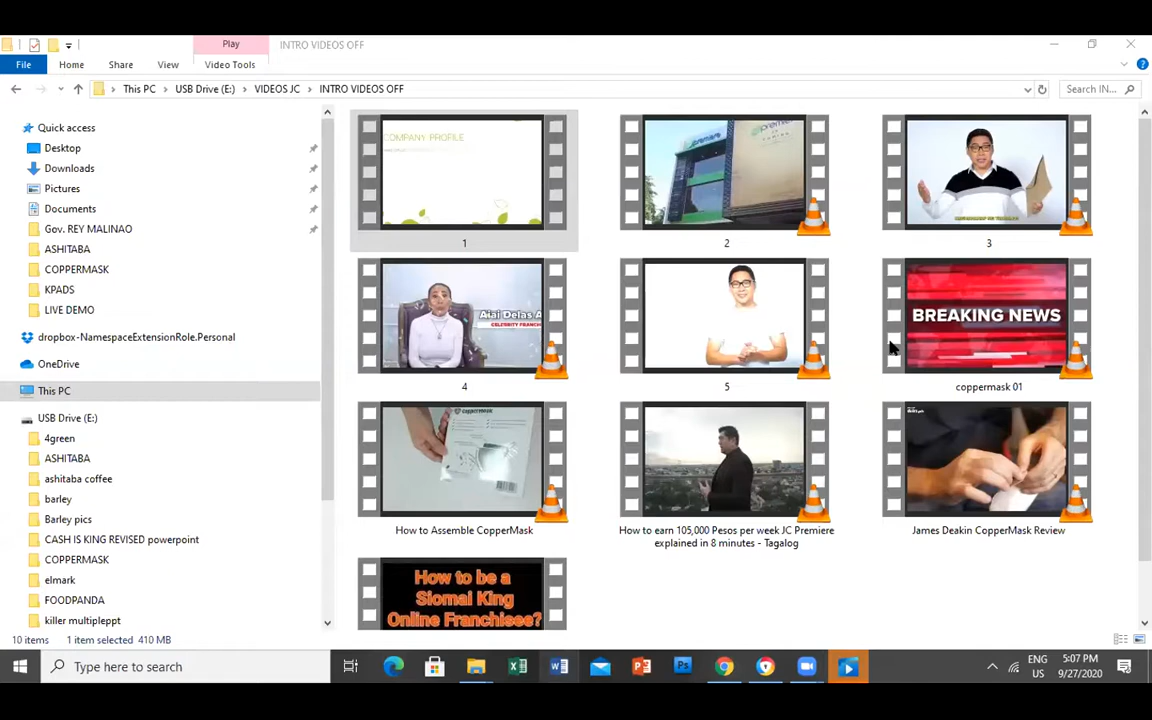 Play
INTRO VIDEOS OFF
File
Home
Share
View
Video Tools
This PC
USB Drive (E:)
VIDEOS JC
INTRO VIDEOS OFF
Search IN...
Quick access
Desktop
Downloads
Pictures
Documents
Gov. REY MALINAO
ASHITABA
COPPERMASK
KPADS
LIVE DEMO
dropbox-NamespaceExtensionRole.Personal
OneDrive
This PC
USB Drive (E:)
4green
ASHITABA
ashitaba coffee
barley
Barley pics
CASH IS KING REVISED powerpoint
COPPERMASK
elmark
FOODPANDA
killer multipleppt
COMPANY PROFILE
1
2
3
Aiai Delas A
CELEBRITY FRANCH
4
5
BREAKING NEWS
coppermask 01
COPPERMASK
How to Assemble CopperMask
How to earn 105,000 Pesos per week JC Premiere
explained in 8 minutes - Tagalog
James Deakin CopperMask Review
How to be a
Siomai King
Online Franchisee?
10 items
1 item selected 410 MB
Type here to search
ENG
US
5:07 PM
9/27/2020